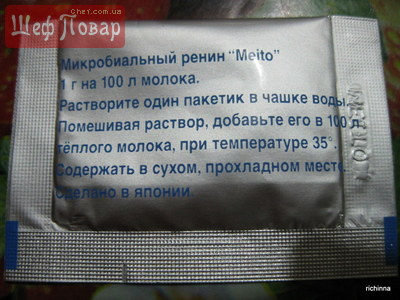 Chef.com.ua
Шеф Повар
Микробиальный ренин "Meito"
1 г на 100 л молока.
Растворите один пакетик в чашке воды.
Помешивая раствор, добавьте его в 100 л
тёплого молока, при температуре 35°.
Содержать в сухом, прохладном месте.
Сделано в японии.
richinna